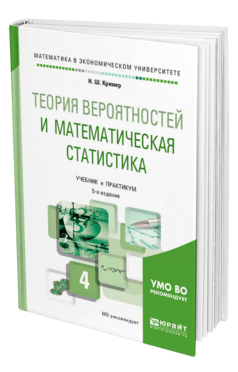 МАТЕМАТИКА В ЭКОНОМИЧЕСКОМ УНИВЕРСИТЕТЕ
Н. Ш. Кремер
ТЕОРИЯ ВЕРОЯТНОСТЕЙ
И МАТЕМАТИЧЕСКАЯ
СТАТИСТИКА
УЧЕБНИК и ПРАКТИКУМ
5-е издание
4
УМО ВО
РЕКОМЕНДУЕТ
МО рекомендует
ЮРАЙТ